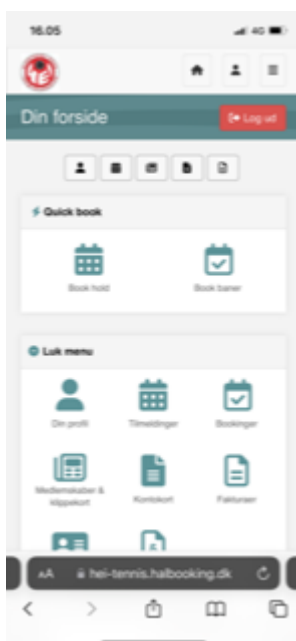 16.05
4G
Din forside
Log ud
Quick book
Book hold
Book baner
Luk menu
Din profil
Tilmeldinger
Bookinger
Medlemskaber &
klippekort
Kontokort
Fakturaer
AA
hei-tennis.halbooking.dk